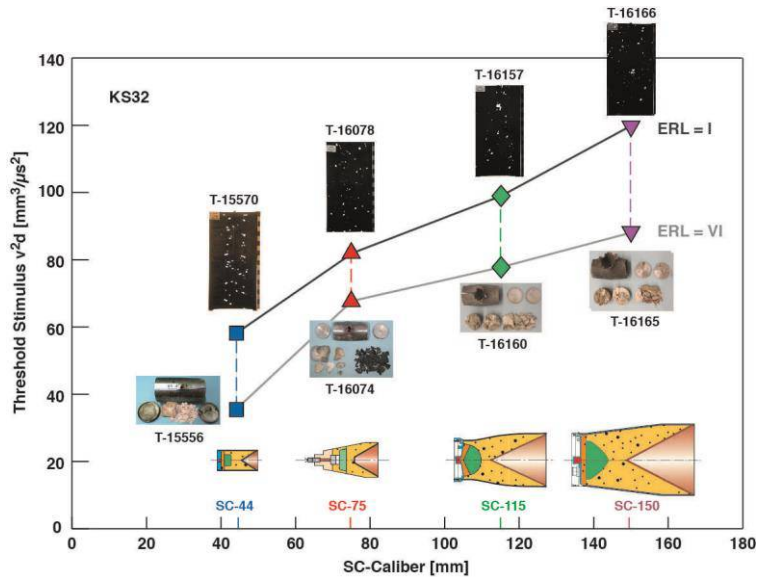 T-16166
140
KS32
T-16157
120
ERL = I
T-16078
100
T-15570
80
ERL = VI
60
T-16165
T-16160
40
T-16074
T-15556
20
SC-44
SC-75
SC-115
SC-150
0
0
20
40
60
80
100
120
140
160
180
SC-Caliber [mm]
Threshold Stimulus v²d [mm³/µs²]